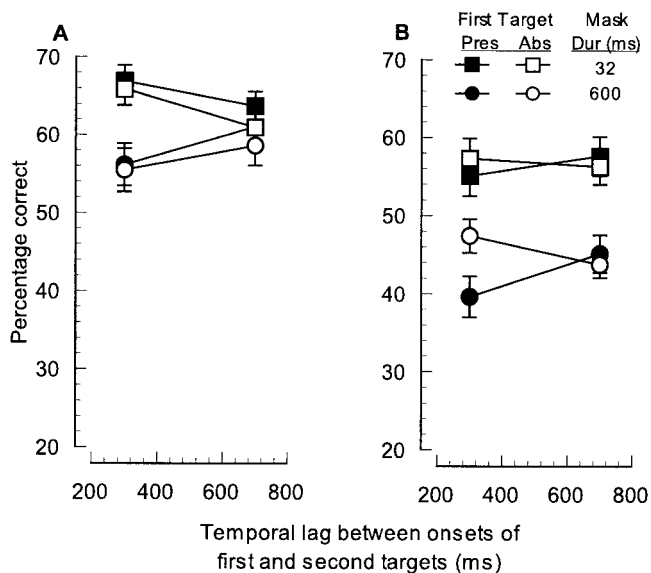 A
B
First Target Mask
Pres Abs Dur (ms)
32
600
70
60
50
40
30
20
70
60
50
40
30
20
Percentage correct
200 400 600 800
200 400 600 800
Temporal lag between onsets of
first and second targets (ms)